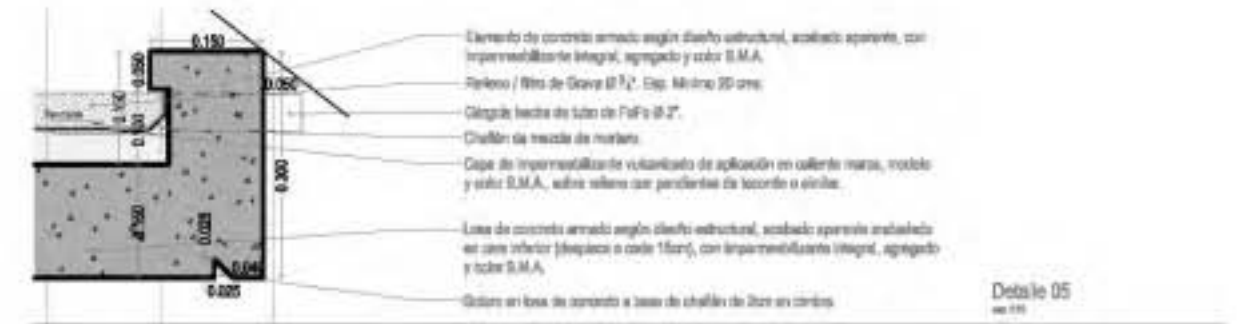 0.150
Elemento de concreto armado según diseño estructural, acabado aparente, con
impermeabilizante integral, agregado y color S.M.A.
0.050
0.050
Relleno / filtro de Grava Ø ¾". Esp. Mínimo 20 cms.
0.100
Pendiente
Gárgola hecha de tubo de FoFo Ø 2".
0.100
Chaflán de mezcla de mortero.
Capa de impermeabilizante vulcanizado de aplicación en caliente marca, modelo
y color S.M.A., sobre relleno con pendientes de tezontle o similar.
0.300
Losa de concreto armado según diseño estructural, acabado aparente
en cara inferior (despiece a cada 15cm), con impermeabilizante integral, agregado
y color S.M.A.
0.150
0.025
0.04
0.025
Gotero en losa de concreto a base de chaflán de 2cm en cimbra.
Detalle 05